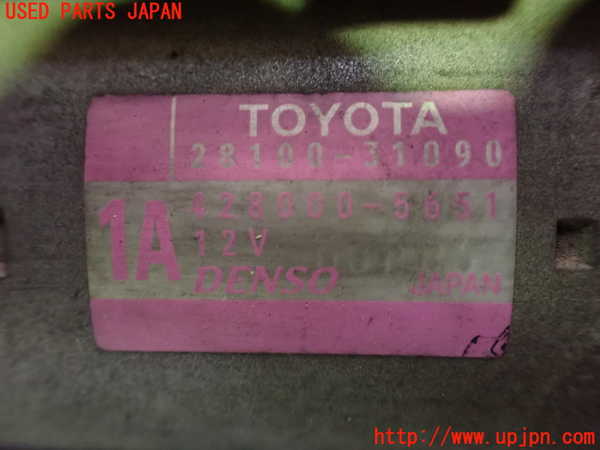 USED PARTS JAPAN
TOYOTA
28100-31090
1A
428000-5651
12V
DENSO JAPAN
http://www.upjpn.com